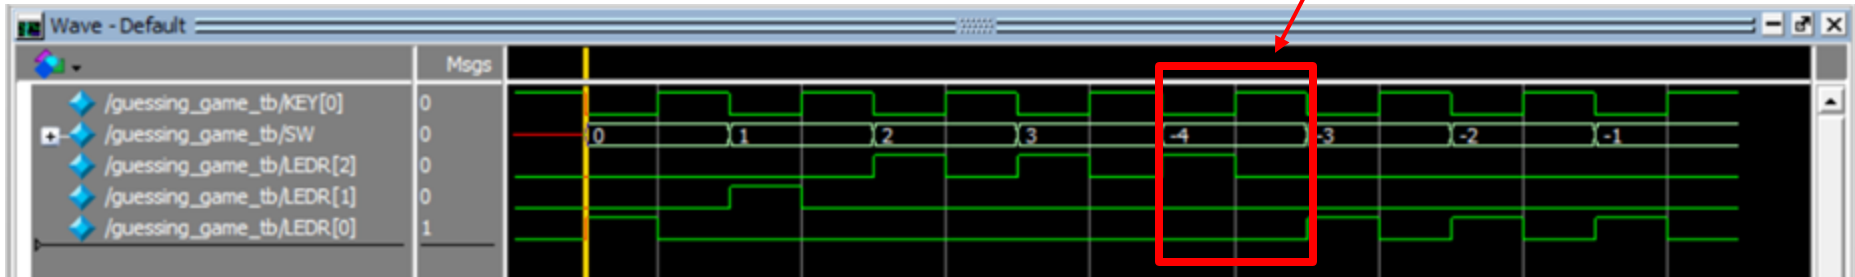 Wave - Default
Msgs
/guessing_game_tb/KEY[0] 0
/guessing_game_tb/SW 0 0 1 2 3 -4 -3 -2 -1
/guessing_game_tb/LEDR[2] 0
/guessing_game_tb/LEDR[1] 0
/guessing_game_tb/LEDR[0] 1